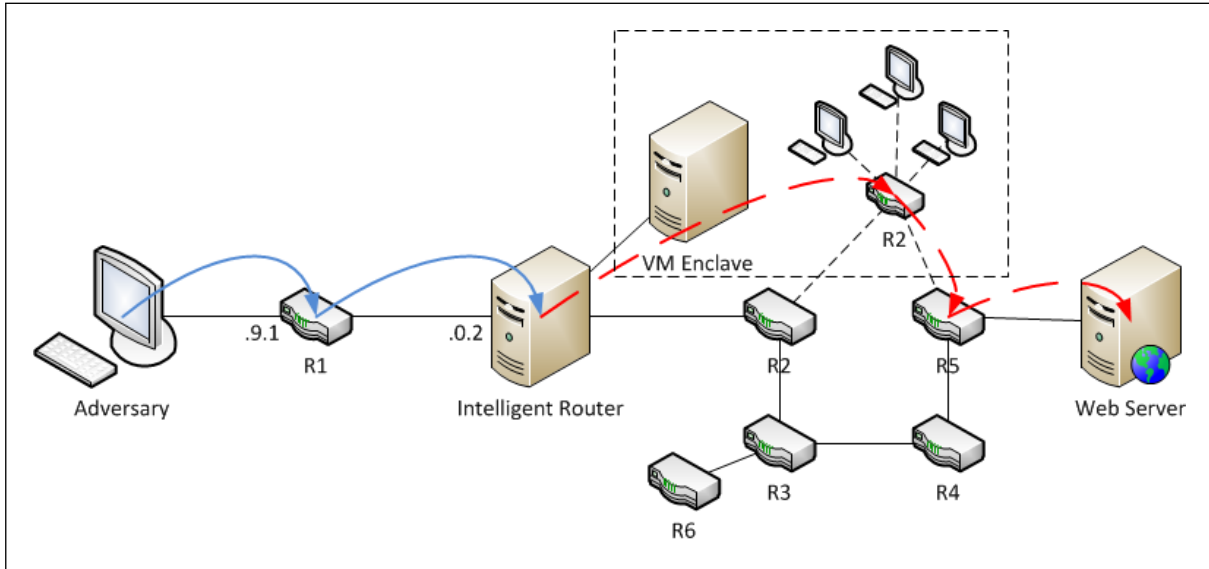 R2
VM Enclave
.9.1
.0.2
R1
R2
R5
Adversary
Intelligent Router
Web Server
R3
R4
R6